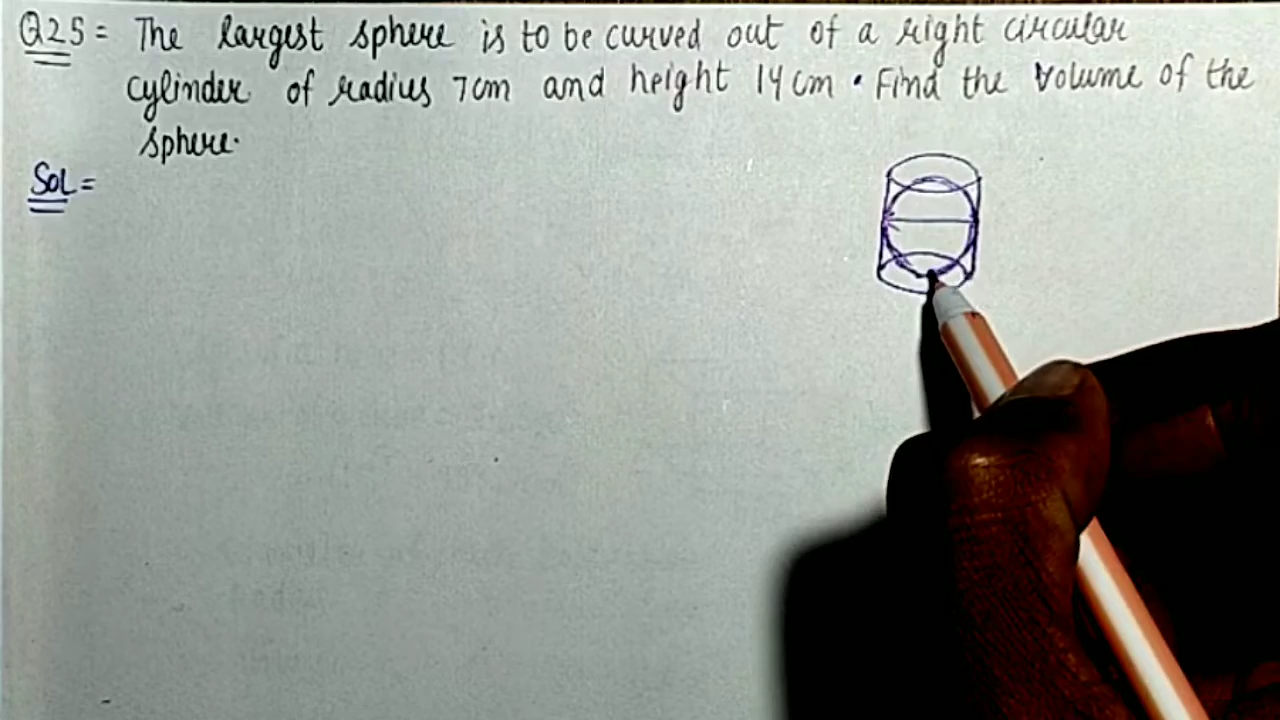 Q25 = The largest sphere is to be curved out of a right circular
cylinder of radius 7cm and height 14cm. Find the volume of the
sphere.
Sol =